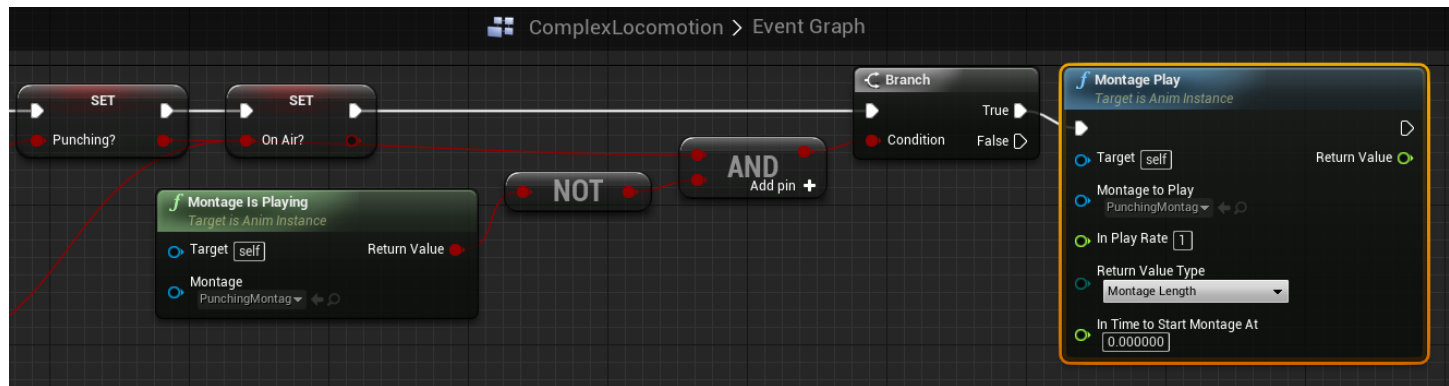 ComplexLocomotion > Event Graph
SET
Punching?
SET
On Air?
f Montage Is Playing
Target is Anim Instance
Target self
Return Value
Montage
PunchingMontag
NOT
AND
Add pin +
Branch
True
Condition
False
f Montage Play
Target is Anim Instance
Target self
Return Value
Montage to Play
PunchingMontag
In Play Rate 1
Return Value Type
Montage Length
In Time to Start Montage At
0.000000